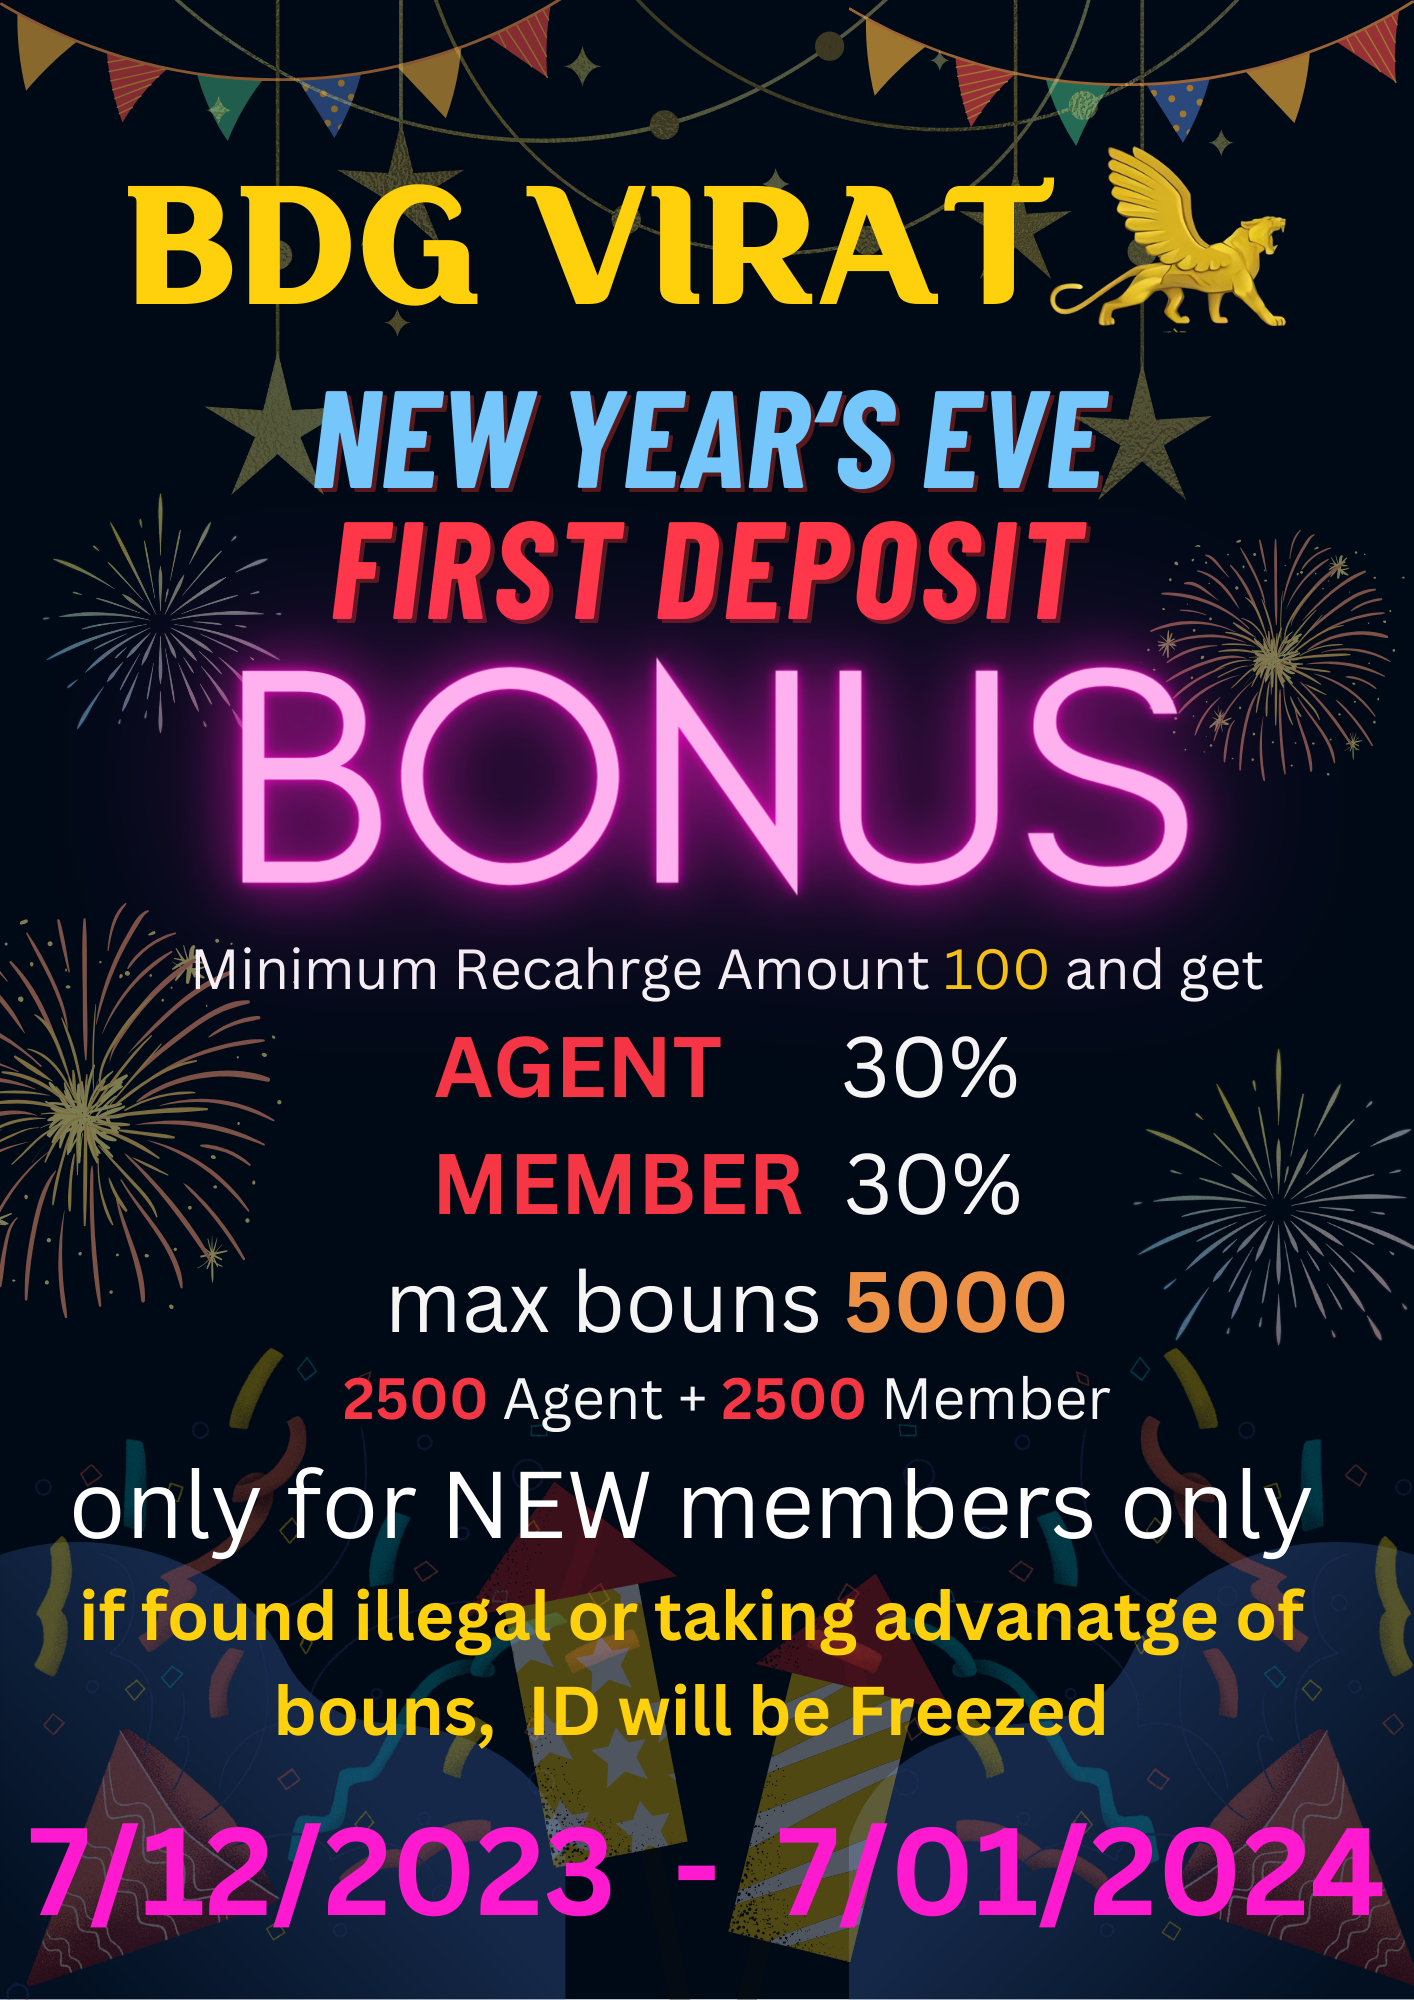 BDG VIRAT
NEW YEAR‘S EVE
FIRST DEPOSIT
BONUS
Minimum Recahrge Amount 100 and get
AGENT 30%
MEMBER 30%
max bouns 5000
2500 Agent + 2500 Member
only for NEW members only
if found illegal or taking advanatge of
bouns, ID will be Freezed
7/12/2023 - 7/01/2024